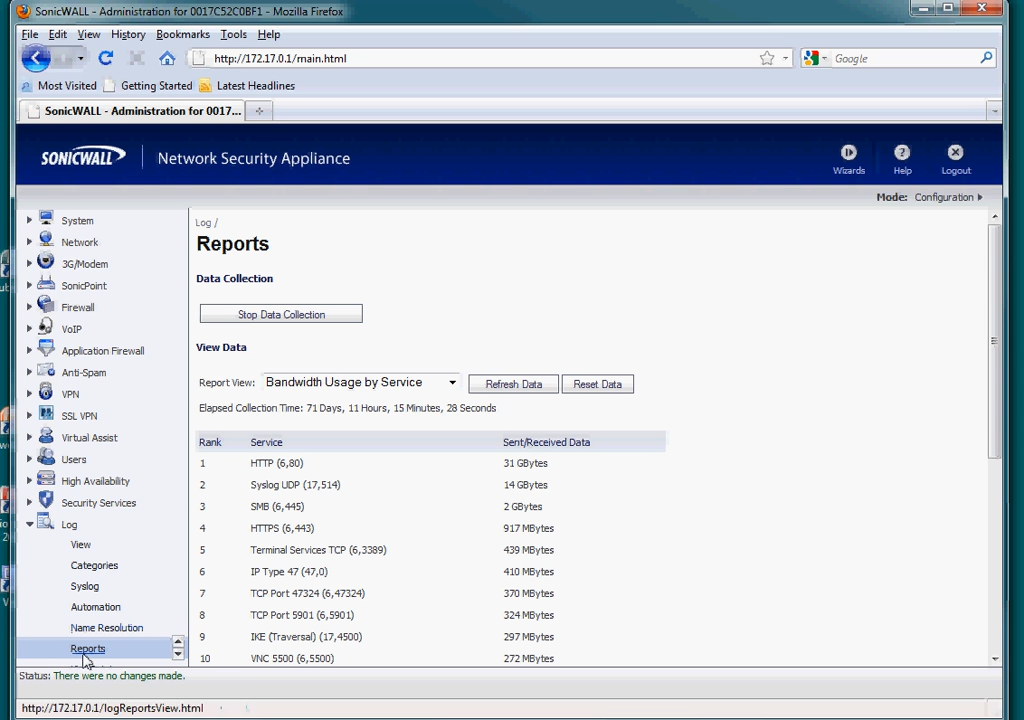 SonicWALL - Administration for 0017C52C0BF1 - Mozilla Firefox
File Edit View History Bookmarks Tools Help
http://172.17.0.1/main.html
Google
Most Visited Getting Started Latest Headlines
SonicWALL - Administration for 0017...
SONICWALL Network Security Appliance
Wizards Help Logout
Mode: Configuration
System
Network
3G/Modem
SonicPoint
Firewall
VoIP
Application Firewall
Anti-Spam
VPN
SSL VPN
Virtual Assist
Users
High Availability
Security Services
Log
View
Categories
Syslog
Automation
Name Resolution
Reports
Log /
Reports
Data Collection
Stop Data Collection
View Data
Report View: Bandwidth Usage by Service Refresh Data Reset Data
Elapsed Collection Time: 71 Days, 11 Hours, 15 Minutes, 28 Seconds
Rank Service Sent/Received Data
1 HTTP (6,80) 31 GBytes
2 Syslog UDP (17,514) 14 GBytes
3 SMB (6,445) 2 GBytes
4 HTTPS (6,443) 917 MBytes
5 Terminal Services TCP (6,3389) 439 MBytes
6 IP Type 47 (47,0) 410 MBytes
7 TCP Port 47324 (6,47324) 370 MBytes
8 TCP Port 5901 (6,5901) 324 MBytes
9 IKE (Traversal) (17,4500) 297 MBytes
10 VNC 5500 (6,5500) 272 MBytes
Status: There were no changes made.
http://172.17.0.1/logReportsView.html